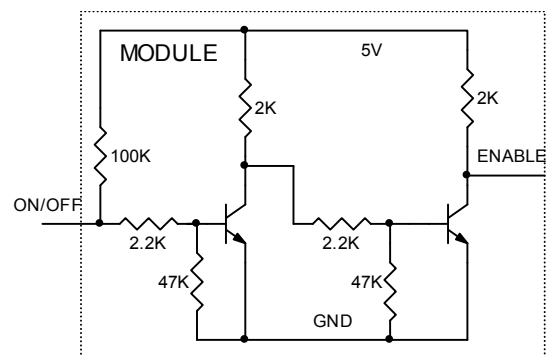 MODULE
5V
2K
2K
100K
ENABLE
ON/OFF
2.2K
2.2K
47K
47K
GND